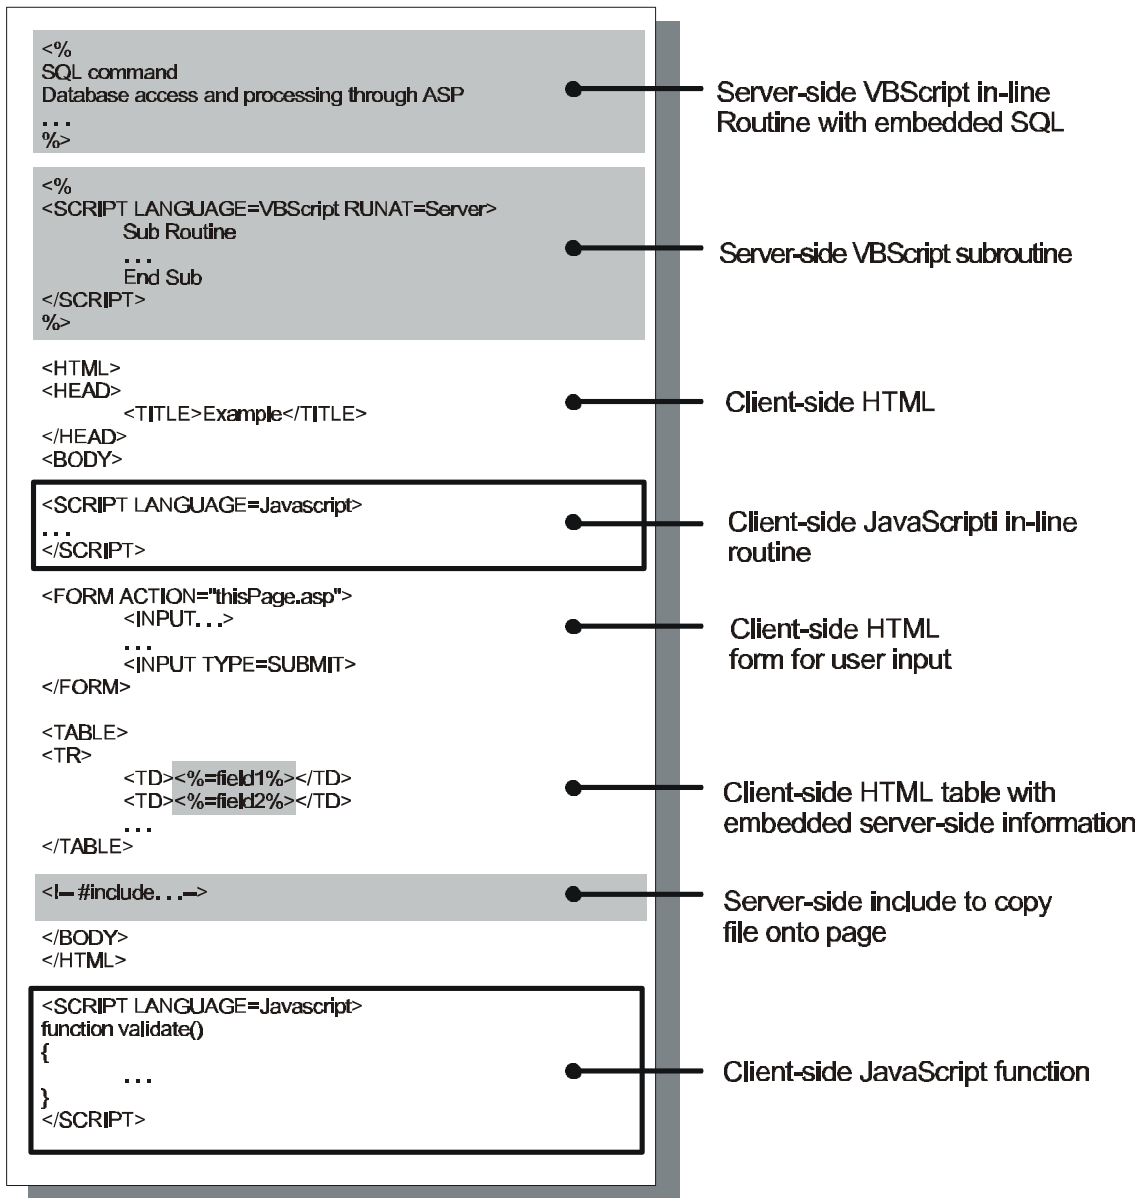 <%
SQL command
Database access and processing through ASP
. . .
%>
Server-side VBScript in-line
Routine with embedded SQL
<%
<SCRIPT LANGUAGE=VBScript RUNAT=Server>
Sub Routine
. . .
End Sub
</SCRIPT>
%>
Server-side VBScript subroutine
<HTML>
<HEAD>
<TITLE>Example</TITLE>
</HEAD>
<BODY>
Client-side HTML
<SCRIPT LANGUAGE=Javascript>
. . .
</SCRIPT>
Client-side JavaScripti in-line
routine
<FORM ACTION="thisPage.asp">
<INPUT. . .>
. . .
<INPUT TYPE=SUBMIT>
</FORM>
Client-side HTML
form for user input
<TABLE>
<TR>
<TD><%=field1%></TD>
<TD><%=field2%></TD>
. . .
</TABLE>
Client-side HTML table with
embedded server-side information
<!-- #include. . .-->
Server-side include to copy
file onto page
</BODY>
</HTML>
<SCRIPT LANGUAGE=Javascript>
function validate()
{
. . .
}
</SCRIPT>
Client-side JavaScript function